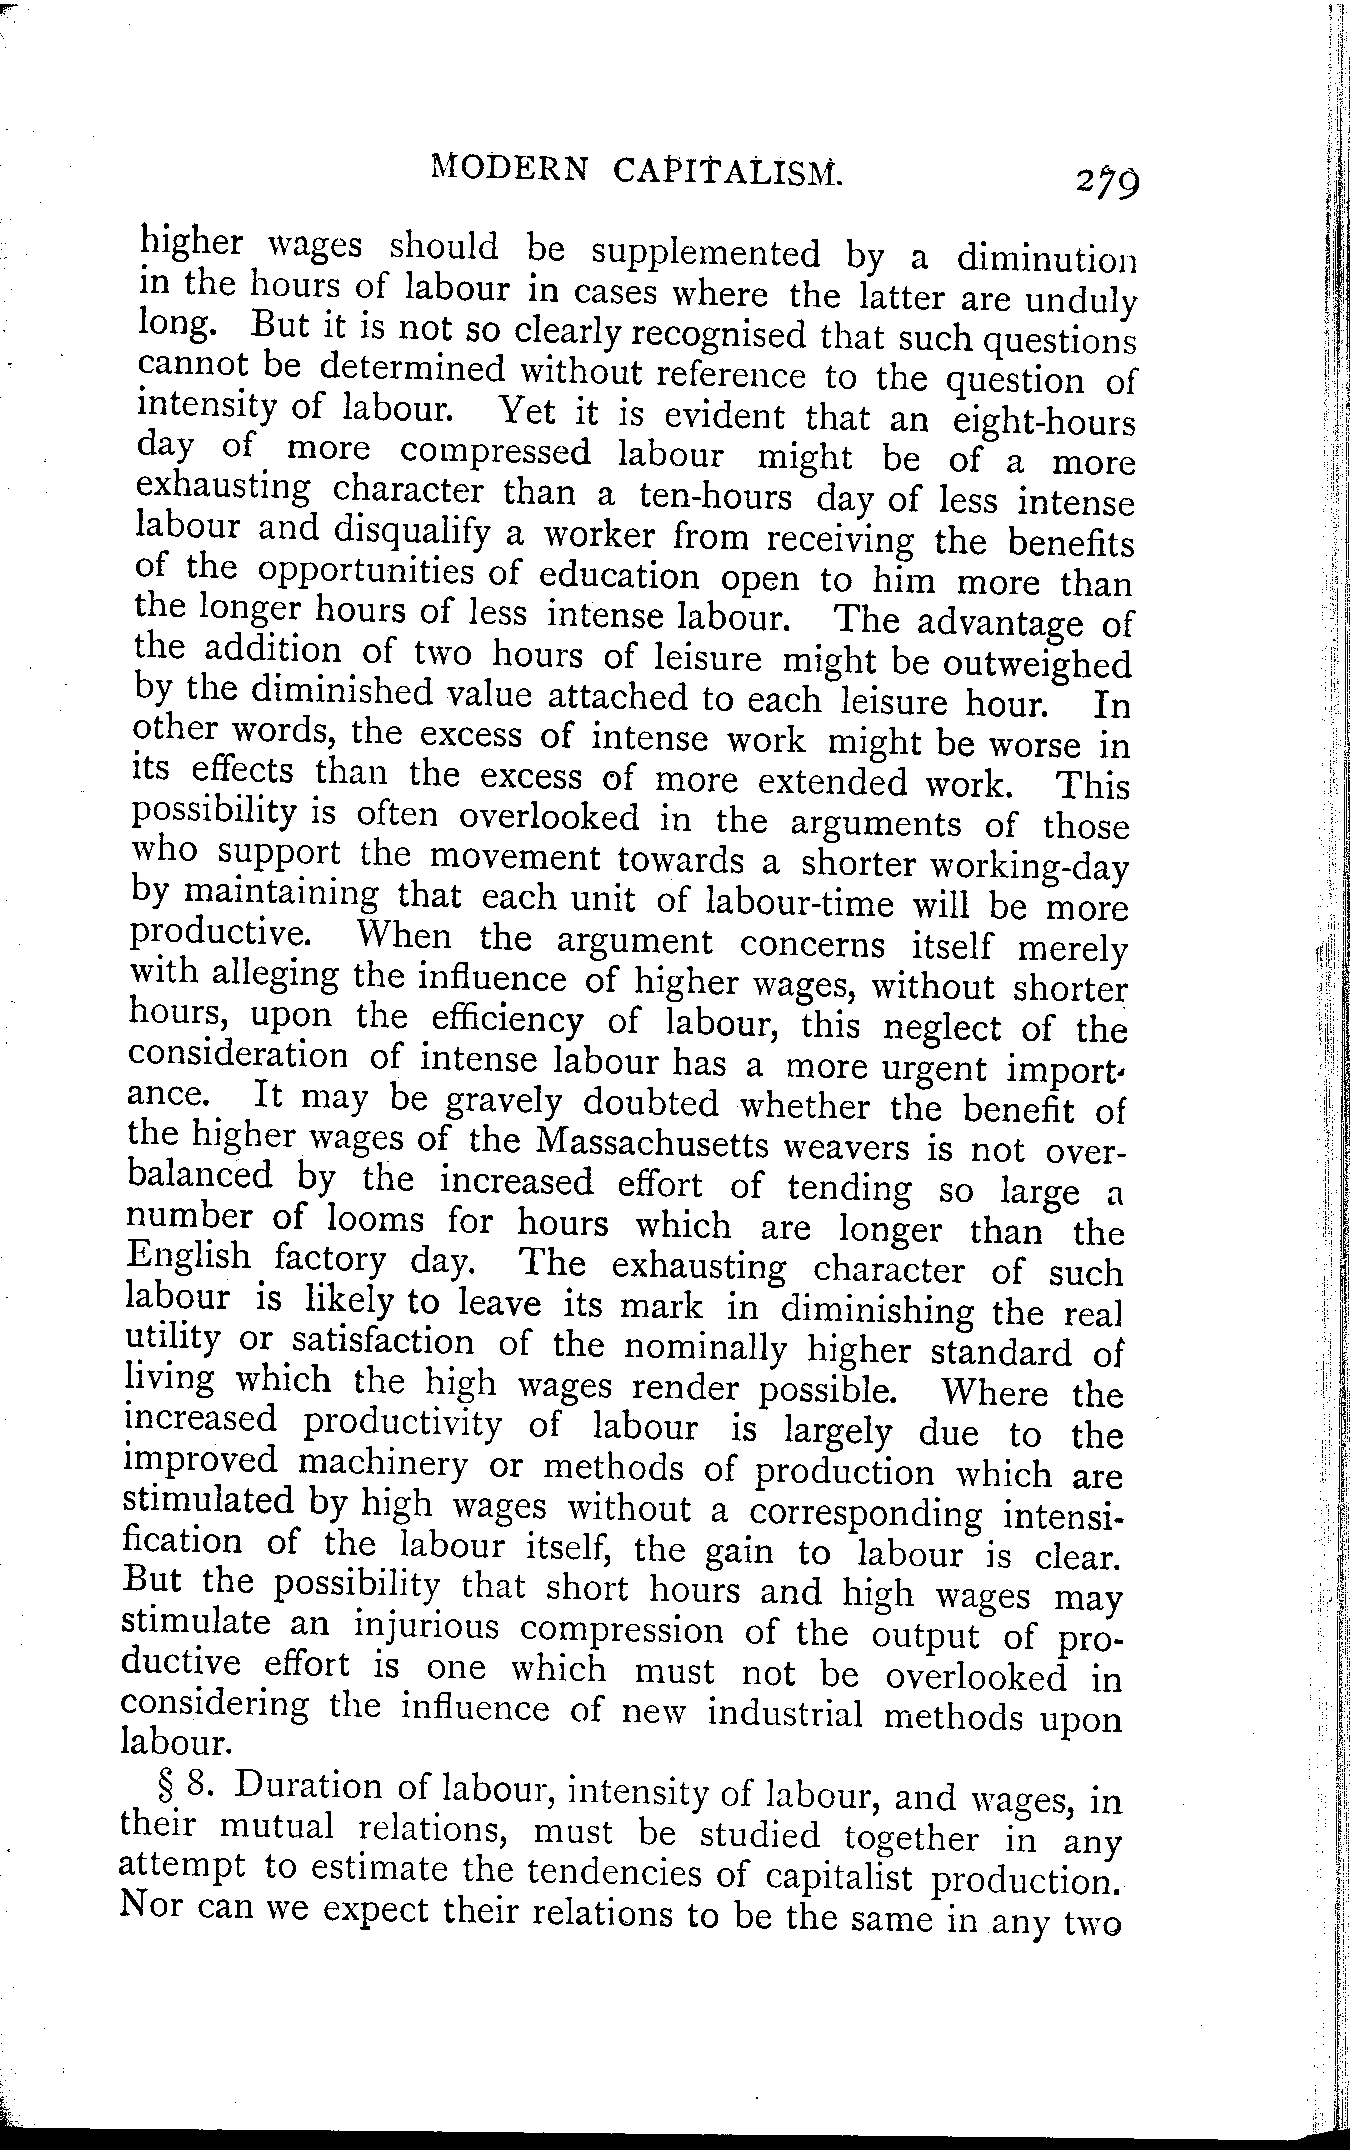 MODERN CAPITALISM. 279
higher wages should be supplemented by a diminution
in the hours of labour in cases where the latter are unduly
long. But it is not so clearly recognised that such questions
cannot be determined without reference to the question of
intensity of labour. Yet it is evident that an eight-hours
day of more compressed labour might be of a more
exhausting character than a ten-hours day of less intense
labour and disqualify a worker from receiving the benefits
of the opportunities of education open to him more than
the longer hours of less intense labour. The advantage of
the addition of two hours of leisure might be outweighed
by the diminished value attached to each leisure hour. In
other words, the excess of intense work might be worse in
its effects than the excess of more extended work. This
possibility is often overlooked in the arguments of those
who support the movement towards a shorter working-day
by maintaining that each unit of labour-time will be more
productive. When the argument concerns itself merely
with alleging the influence of higher wages, without shorter
hours, upon the efficiency of labour, this neglect of the
consideration of intense labour has a more urgent import-
ance. It may be gravely doubted whether the benefit of
the higher wages of the Massachusetts weavers is not over-
balanced by the increased effort of tending so large a
number of looms for hours which are longer than the
English factory day. The exhausting character of such
labour is likely to leave its mark in diminishing the real
utility or satisfaction of the nominally higher standard of
living which the high wages render possible. Where the
increased productivity of labour is largely due to the
improved machinery or methods of production which are
stimulated by high wages without a corresponding intensi-
fication of the labour itself, the gain to labour is clear.
But the possibility that short hours and high wages may
stimulate an injurious compression of the output of pro-
ductive effort is one which must not be overlooked in
considering the influence of new industrial methods upon
labour.
§ 8. Duration of labour, intensity of labour, and wages, in
their mutual relations, must be studied together in any
attempt to estimate the tendencies of capitalist production.
Nor can we expect their relations to be the same in any two